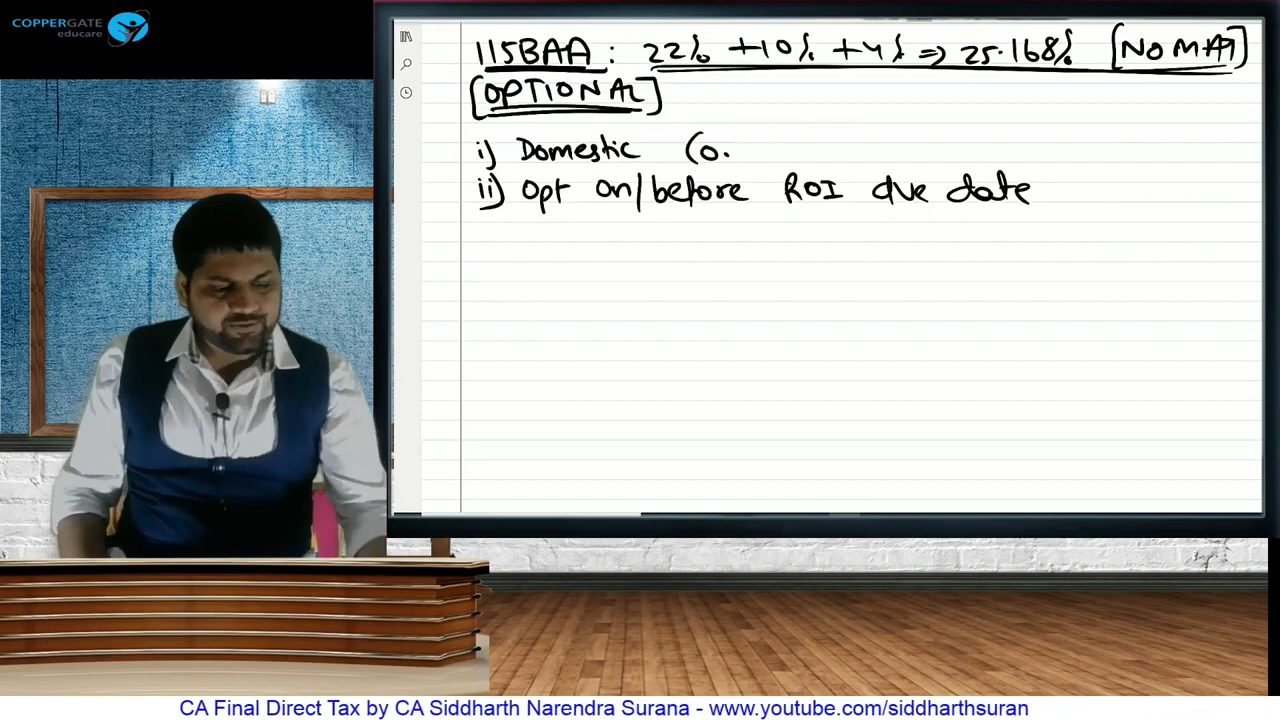 COPPERGATE
educare
115BAA : 22% +10% +4% => 25.168% [NO MAT]
[OPTIONAL]
i) Domestic Co.
ii) Opt on/before ROI due date
CA Final Direct Tax by CA Siddharth Narendra Surana - www.youtube.com/siddharthsuran